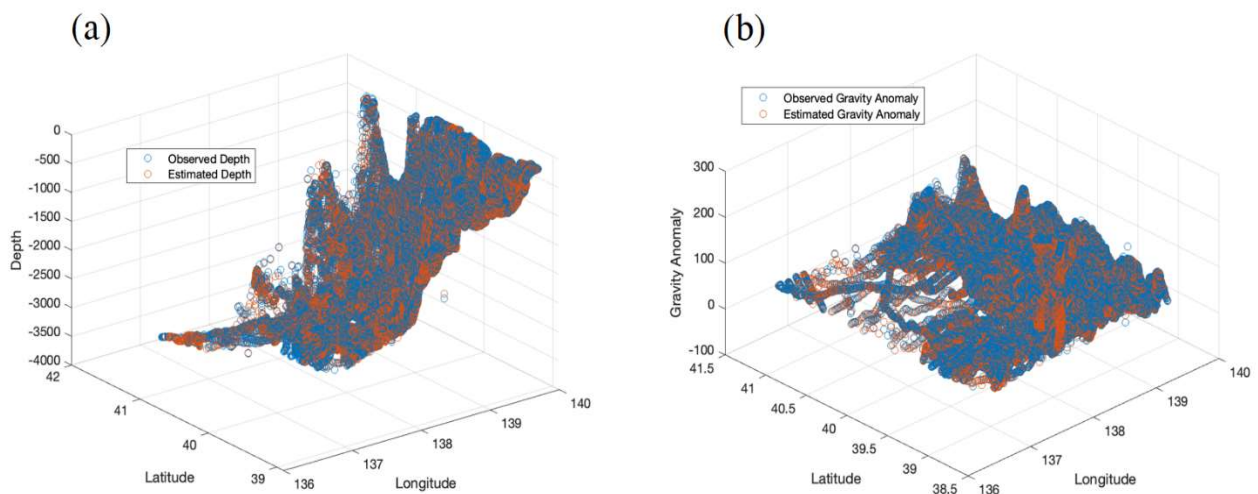 (a)
0
-500
-1000
-1500
-2000
-2500
-3000
-3500
-4000
Depth
Observed Depth
Estimated Depth
42
41
40
39
Latitude
136
137
138
139
140
Longitude
(b)
Observed Gravity Anomaly
Estimated Gravity Anomaly
300
200
100
0
-100
Gravity Anomaly
41.5
41
40.5
40
39.5
39
38.5
Latitude
136
137
138
139
140
Longitude